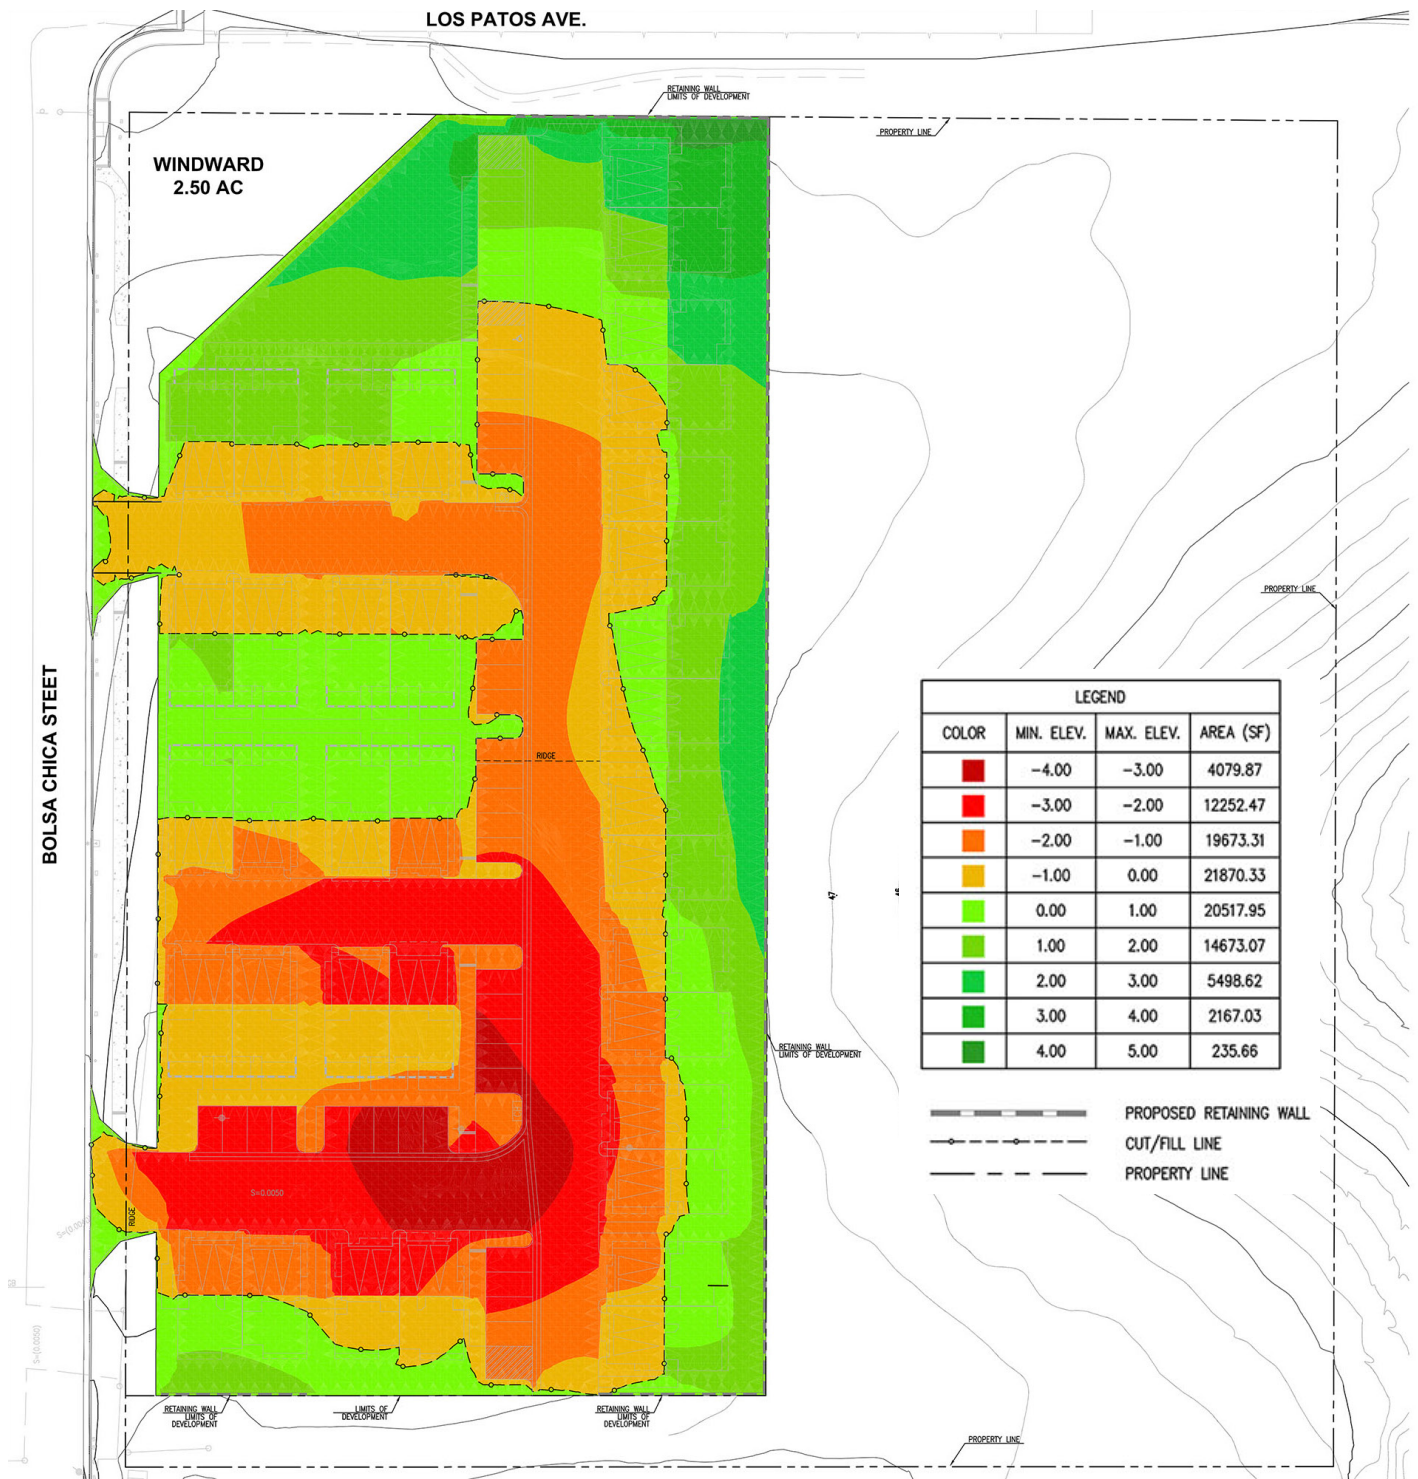 LOS PATOS AVE.
RETAINING WALL
LIMITS OF DEVELOPMENT
PROPERTY LINE
WINDWARD
2.50 AC
PROPERTY LINE
BOLSA CHICA STEET
RIDGE
LEGEND
COLOR MIN. ELEV. MAX. ELEV. AREA (SF)
-4.00 -3.00 4079.87
-3.00 -2.00 12252.47
-2.00 -1.00 19673.31
-1.00 0.00 21870.33
0.00 1.00 20517.95
1.00 2.00 14673.07
2.00 3.00 5498.62
3.00 4.00 2167.03
4.00 5.00 235.66
47
RETAINING WALL
LIMITS OF DEVELOPMENT
PROPOSED RETAINING WALL
CUT/FILL LINE
PROPERTY LINE
S=0.0050
RIDGE
S=(0.0050)
RETAINING WALL
LIMITS OF
DEVELOPMENT
LIMITS OF
DEVELOPMENT
RETAINING WALL
LIMITS OF
DEVELOPMENT
PROPERTY LINE